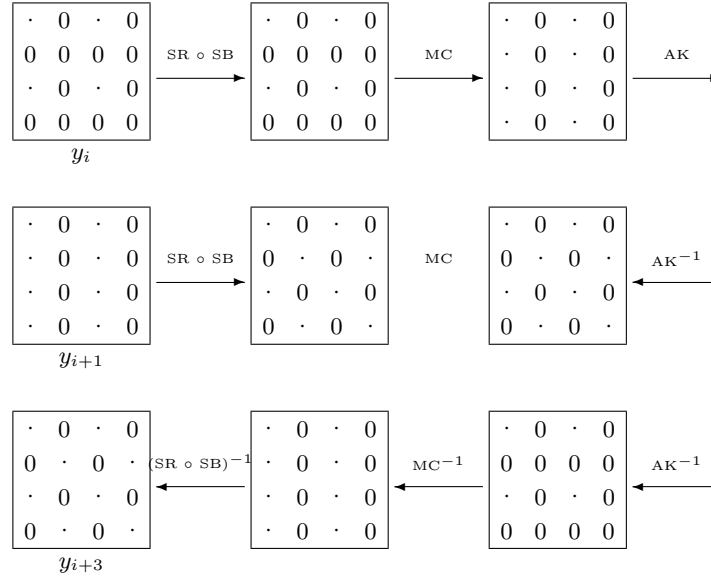 · 0 · 0 · 0 · 0 · 0 · 0
SR ∘ SB MC AK
0 0 0 0 0 0 0 0 · 0 · 0
· 0 · 0 · 0 · 0 · 0 · 0
0 0 0 0 0 0 0 0 · 0 · 0
y_i
· 0 · 0 · 0 · 0 · 0 · 0
SR ∘ SB MC AK⁻¹
· 0 · 0 0 · 0 · 0 · 0 ·
· 0 · 0 · 0 · 0 · 0 · 0
· 0 · 0 0 · 0 · 0 · 0 ·
y_{i+1}
· 0 · 0 · 0 · 0 · 0 · 0
0 · 0 · · 0 · 0 0 0 0 0
(SR ∘ SB)⁻¹ MC⁻¹ AK⁻¹
· 0 · 0 · 0 · 0 · 0 · 0
0 · 0 · · 0 · 0 0 0 0 0
y_{i+3}